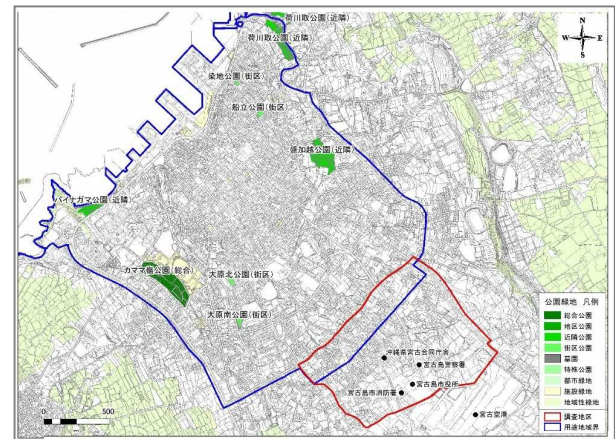 荷川取公園(近隣)
荷川取公園(近隣)
N
W E
S
染地公園(街区)
船立公園(街区)
盛加越公園(近隣)
パイナガマ公園(近隣)
カママ嶺公園(総合)
大原北公園(街区)
大原南公園(街区)
沖縄県宮古合同庁舎
宮古島警察署
宮古島市役所
宮古島市消防署
宮古空港
0 500
公園緑地 凡例
総合公園
地区公園
近隣公園
街区公園
墓園
特殊公園
都市緑地
施設緑地
地域性緑地
調査地区
用途地域界